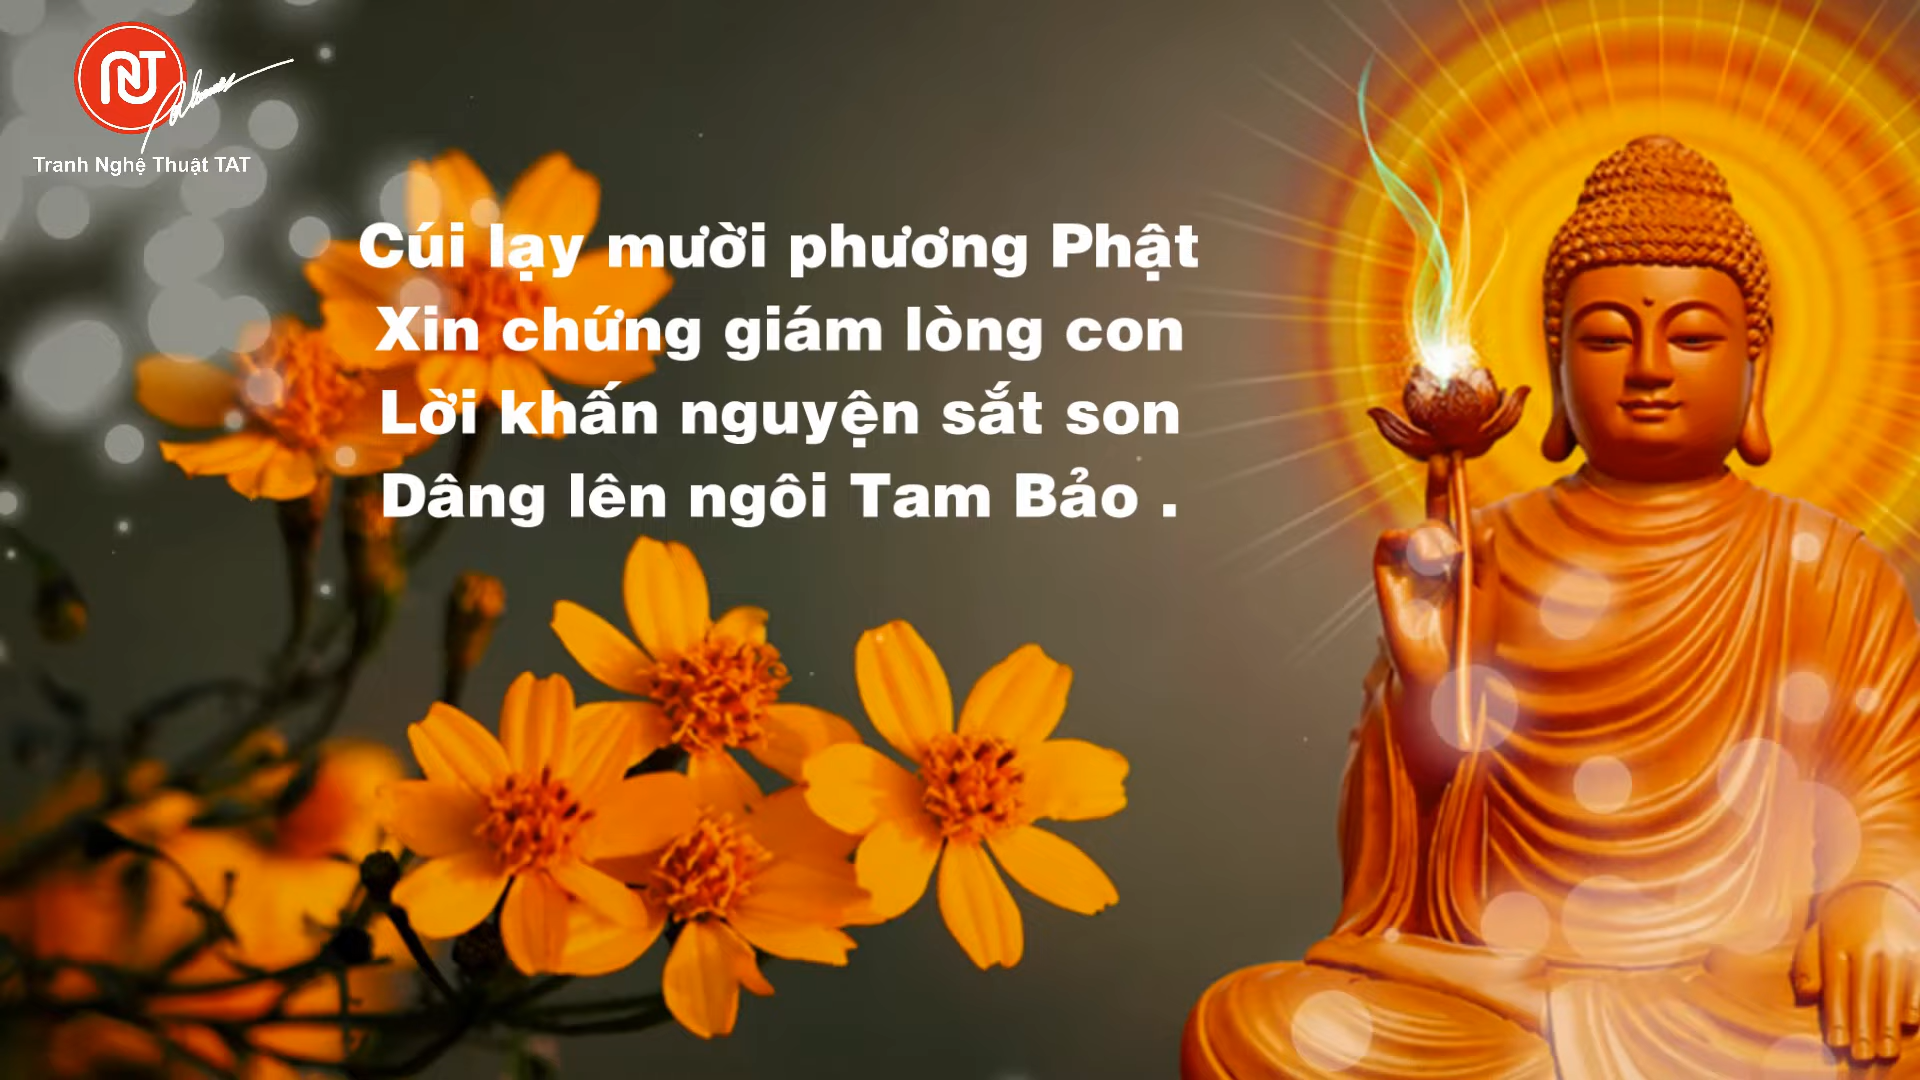 Tranh Nghệ Thuật TAT
Cúi lạy mười phương Phật
Xin chứng giám lòng con
Lời khấn nguyện sắt son
Dâng lên ngôi Tam Bảo .